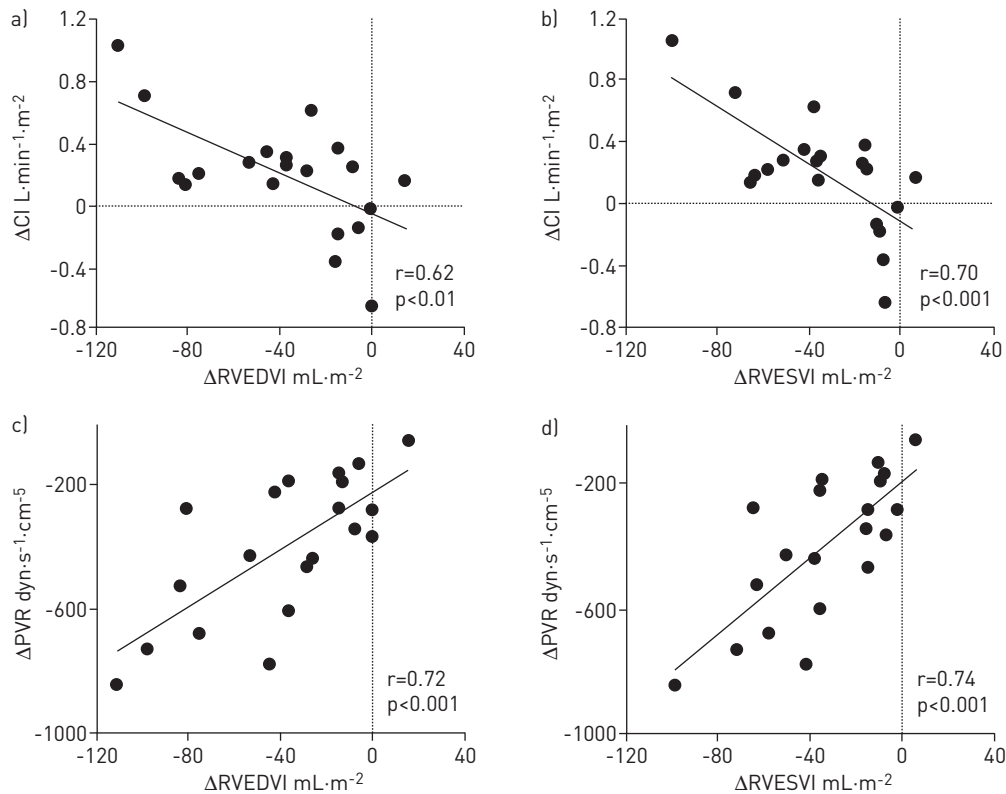 a)
1.2
0.8
0.4
0
-0.4
-0.8
ΔCI L·min⁻¹·m⁻²
-120 -80 -40 0 40
ΔRVEDVI mL·m⁻²
r=0.62
p<0.01
b)
1.2
0.8
0.4
0
-0.4
-0.8
ΔCI L·min⁻¹·m⁻²
-120 -80 -40 0 40
ΔRVESVI mL·m⁻²
r=0.70
p<0.001
c)
-200
-600
-1000
ΔPVR dyn·s⁻¹·cm⁻⁵
-120 -80 -40 0 40
ΔRVEDVI mL·m⁻²
r=0.72
p<0.001
d)
-200
-600
-1000
ΔPVR dyn·s⁻¹·cm⁻⁵
-120 -80 -40 0 40
ΔRVESVI mL·m⁻²
r=0.74
p<0.001